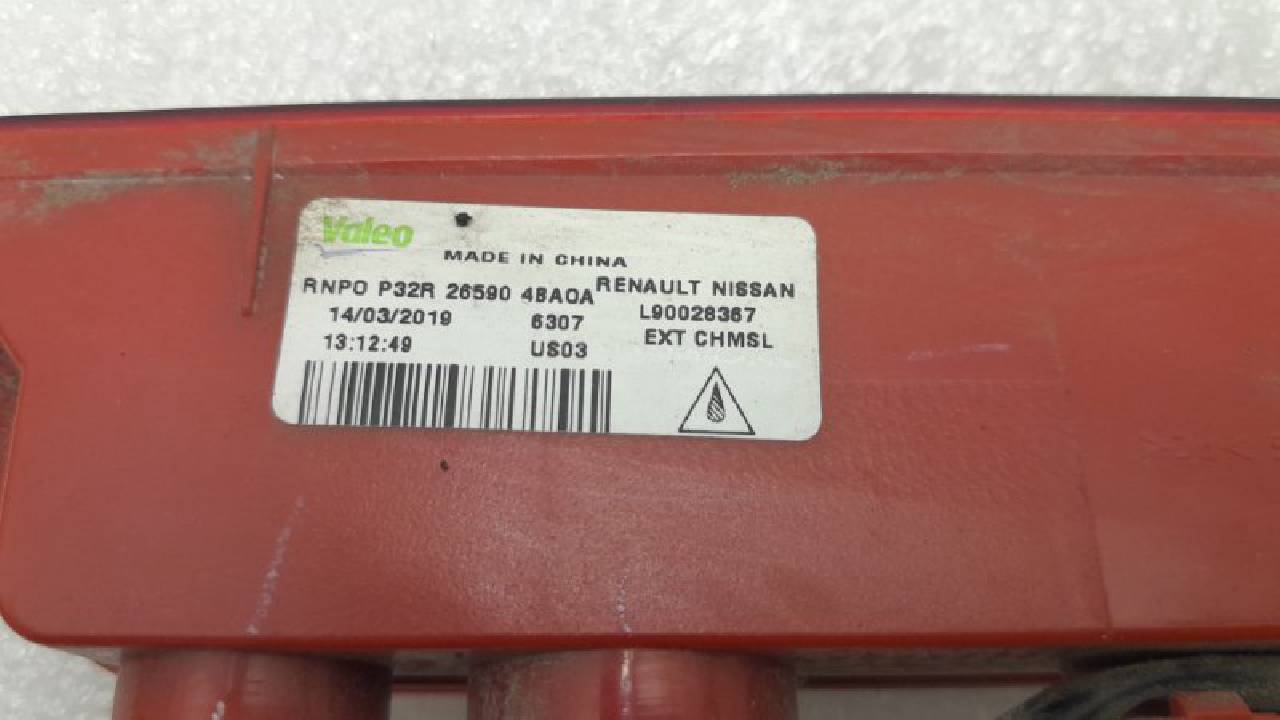 Valeo
MADE IN CHINA
RNPO P32R 26590 4BA0A RENAULT NISSAN
14/03/2019 6307 L90028367
13:12:49 US03 EXT CHMSL